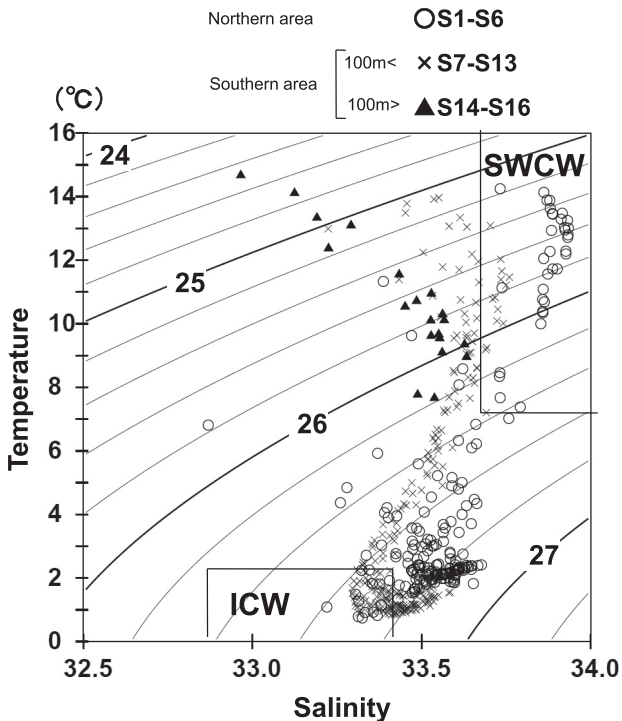 Northern area S1-S6
100m< × S7-S13
Southern area
100m> ▲ S14-S16
(℃)
16
14
12
10
8
6
4
2
0
Temperature
24
25
26
27
SWCW
ICW
32.5 33.0 33.5 34.0
Salinity